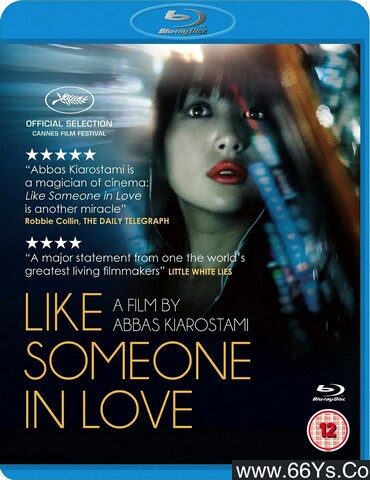 Blu-ray Disc
OFFICIAL SELECTION
CANNES FILM FESTIVAL
★★★★★
“Abbas Kiarostami is
a magician of cinema:
Like Someone in Love
is another miracle”
Robbie Collin, THE DAILY TELEGRAPH
★★★★
“A major statement from one the world’s
greatest living filmmakers” LITTLE WHITE LIES
LIKE
A FILM BY
ABBAS KIAROSTAMI
SOMEONE
IN LOVE
Blu-ray Disc
12
www.66Ys.Co